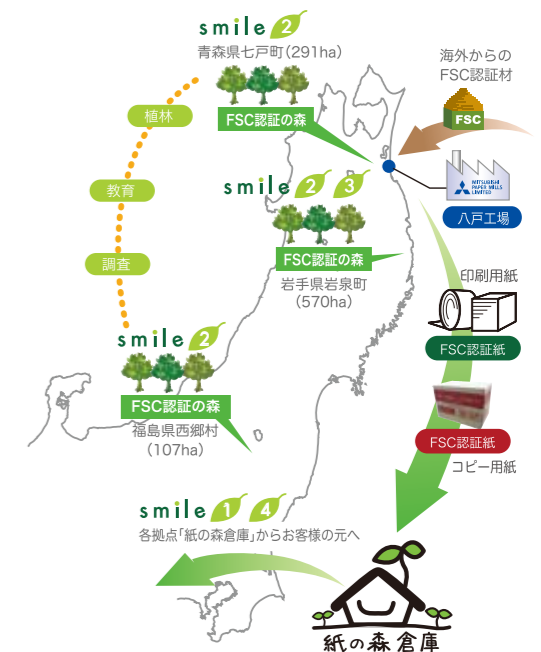 smile 2
青森県七戸町(291ha)
FSC認証の森
海外からの
FSC認証材
FSC
植林
教育
調査
MITSUBISHI
PAPER MILLS
LIMITED
八戸工場
smile 2 3
FSC認証の森
岩手県岩泉町
(570ha)
印刷用紙
FSC認証紙
smile 2
FSC認証の森
福島県西郷村
(107ha)
FSC認証紙
コピー用紙
smile 1 4
各拠点「紙の森倉庫」からお客様の元へ
紙の森倉庫